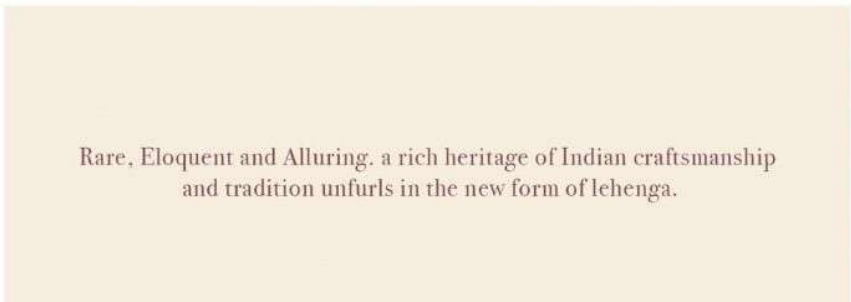 Rare, Eloquent and Alluring. a rich heritage of Indian craftsmanship
and tradition unfurls in the new form of lehenga.